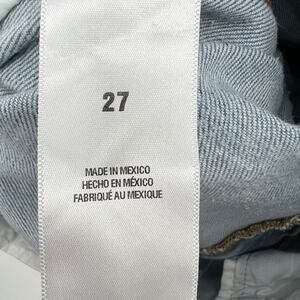 27
MADE IN MEXICO
HECHO EN MÉXICO
FABRIQUÉ AU MEXIQUE